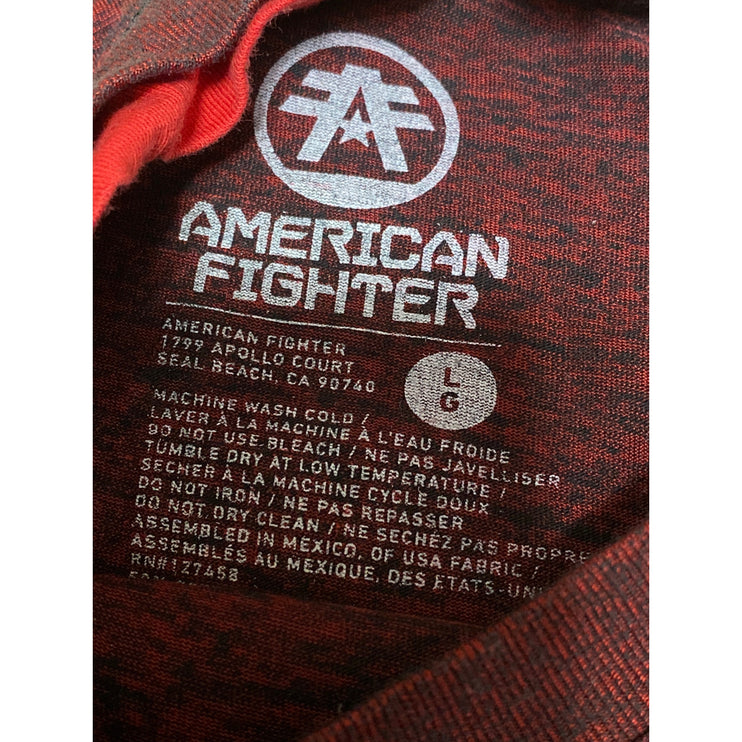 AMERICAN
FIGHTER
AMERICAN FIGHTER
1799 APOLLO COURT
SEAL BEACH, CA 90740
L
G
MACHINE WASH COLD /
LAVER À LA MACHINE À L'EAU FROIDE
DO NOT USE BLEACH / NE PAS JAVELLISER
TUMBLE DRY AT LOW TEMPERATURE /
SECHER À LA MACHINE CYCLE DOUX
DO NOT IRON / NE PAS REPASSER
DO NOT DRY CLEAN / NE SECHEZ PAS PROPRE
ASSEMBLED IN MEXICO, OF USA FABRIC /
ASSEMBLÉS AU MEXIQUE, DES ETATS-UN
RN#127458